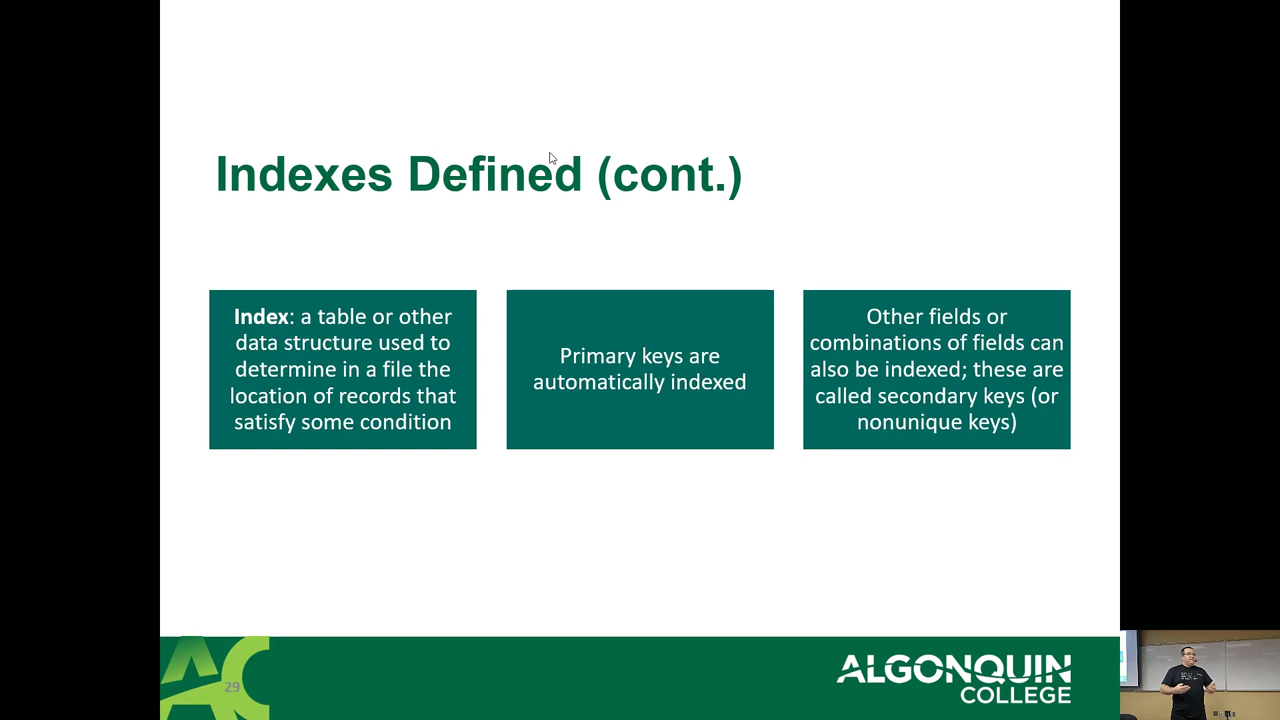 Indexes Defined (cont.)
Index: a table or other
data structure used to
determine in a file the
location of records that
satisfy some condition
Primary keys are
automatically indexed
Other fields or
combinations of fields can
also be indexed; these are
called secondary keys (or
nonunique keys)
AC
29
ALGONQUIN
COLLEGE